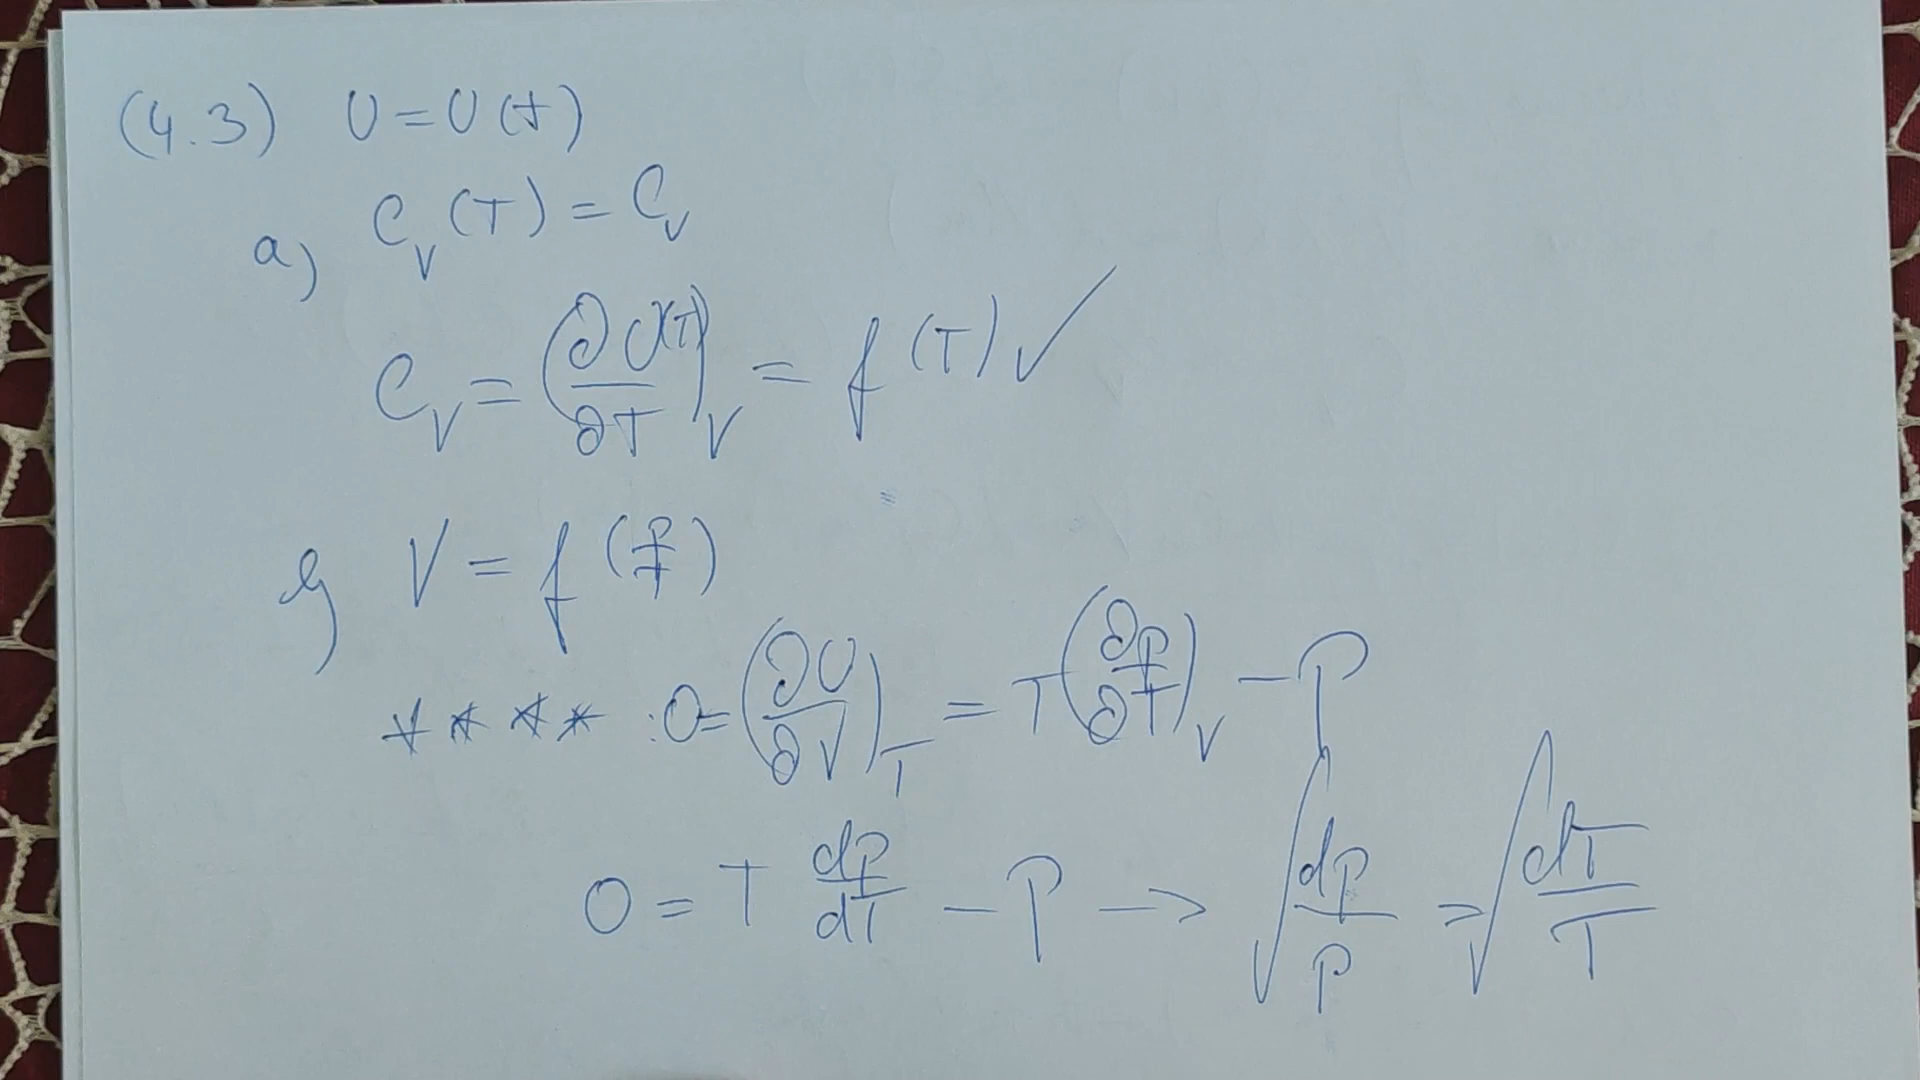 (4.3) U = U(T)
a) C_V (T) = C_V
C_V = (∂U(T)/∂T)_V = f(T) ✓
V = f(P/T)
**** : 0 = (∂U/∂V)_T = T(∂P/∂T)_V - P
0 = T dP/dT - P → ∫ dP/P = ∫ dT/T